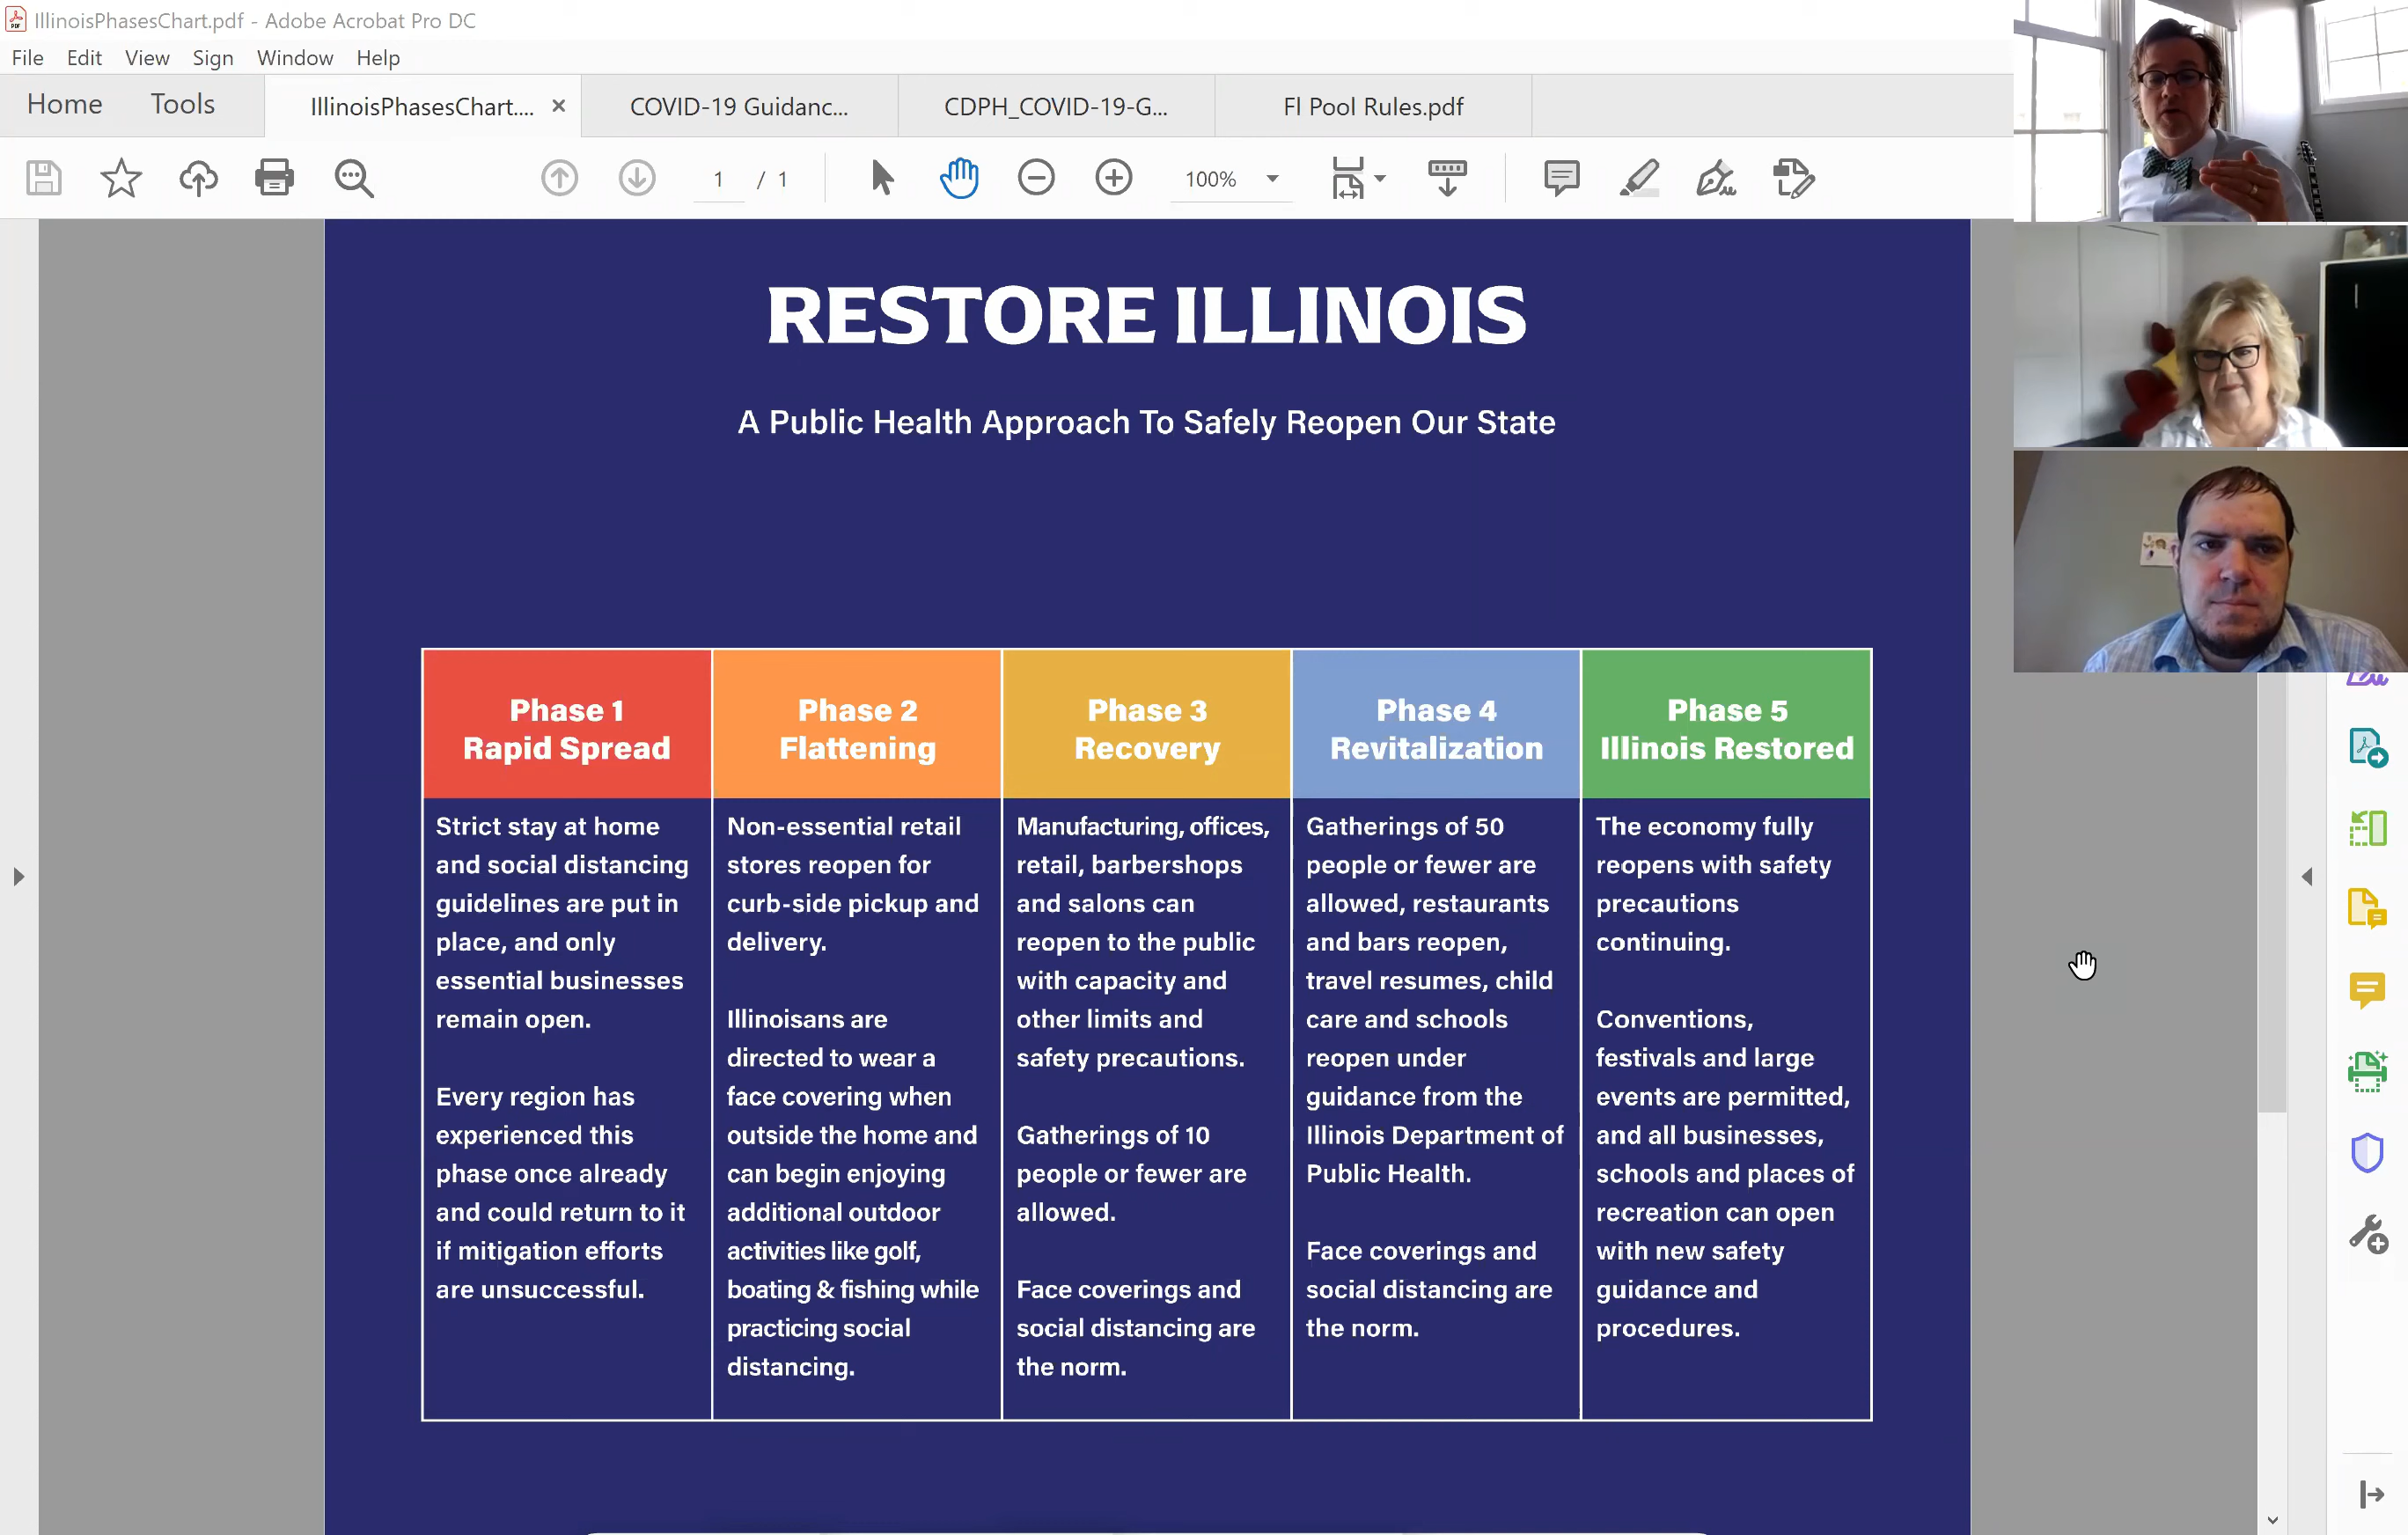 IllinoisPhasesChart.pdf - Adobe Acrobat Pro DC
File Edit View Sign Window Help
Home Tools IllinoisPhasesChart.... × COVID-19 Guidanc... CDPH_COVID-19-G... Fl Pool Rules.pdf
1 / 1 100%
RESTORE ILLINOIS
A Public Health Approach To Safely Reopen Our State
Phase 1
Rapid Spread
Strict stay at home
and social distancing
guidelines are put in
place, and only
essential businesses
remain open.
Every region has
experienced this
phase once already
and could return to it
if mitigation efforts
are unsuccessful.
Phase 2
Flattening
Non-essential retail
stores reopen for
curb-side pickup and
delivery.
Illinoisans are
directed to wear a
face covering when
outside the home and
can begin enjoying
additional outdoor
activities like golf,
boating & fishing while
practicing social
distancing.
Phase 3
Recovery
Manufacturing, offices,
retail, barbershops
and salons can
reopen to the public
with capacity and
other limits and
safety precautions.
Gatherings of 10
people or fewer are
allowed.
Face coverings and
social distancing are
the norm.
Phase 4
Revitalization
Gatherings of 50
people or fewer are
allowed, restaurants
and bars reopen,
travel resumes, child
care and schools
reopen under
guidance from the
Illinois Department of
Public Health.
Face coverings and
social distancing are
the norm.
Phase 5
Illinois Restored
The economy fully
reopens with safety
precautions
continuing.
Conventions,
festivals and large
events are permitted,
and all businesses,
schools and places of
recreation can open
with new safety
guidance and
procedures.